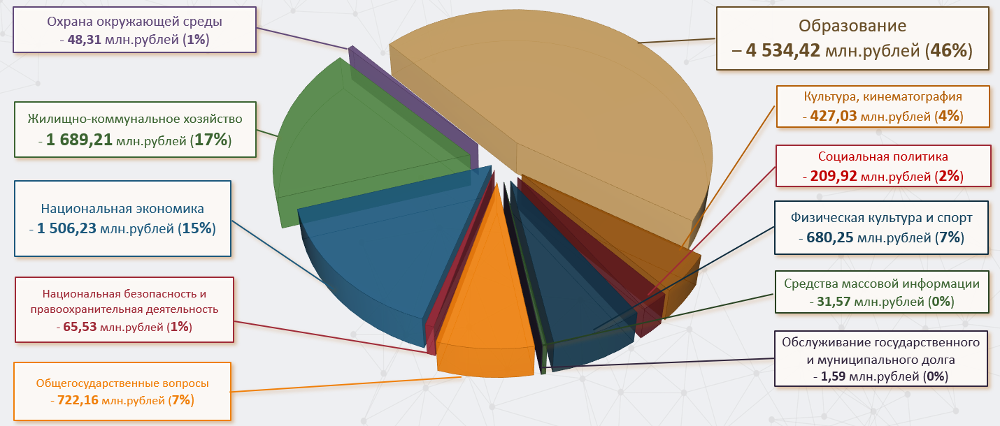 Охрана окружающей среды
- 48,31 млн.рублей (1%)
Жилищно-коммунальное хозяйство
- 1 689,21 млн.рублей (17%)
Национальная экономика
- 1 506,23 млн.рублей (15%)
Национальная безопасность и
правоохранительная деятельность
- 65,53 млн.рублей (1%)
Общегосударственные вопросы
- 722,16 млн.рублей (7%)
Образование
– 4 534,42 млн.рублей (46%)
Культура, кинематография
- 427,03 млн.рублей (4%)
Социальная политика
- 209,92 млн.рублей (2%)
Физическая культура и спорт
- 680,25 млн.рублей (7%)
Средства массовой информации
- 31,57 млн.рублей (0%)
Обслуживание государственного
и муниципального долга
- 1,59 млн.рублей (0%)